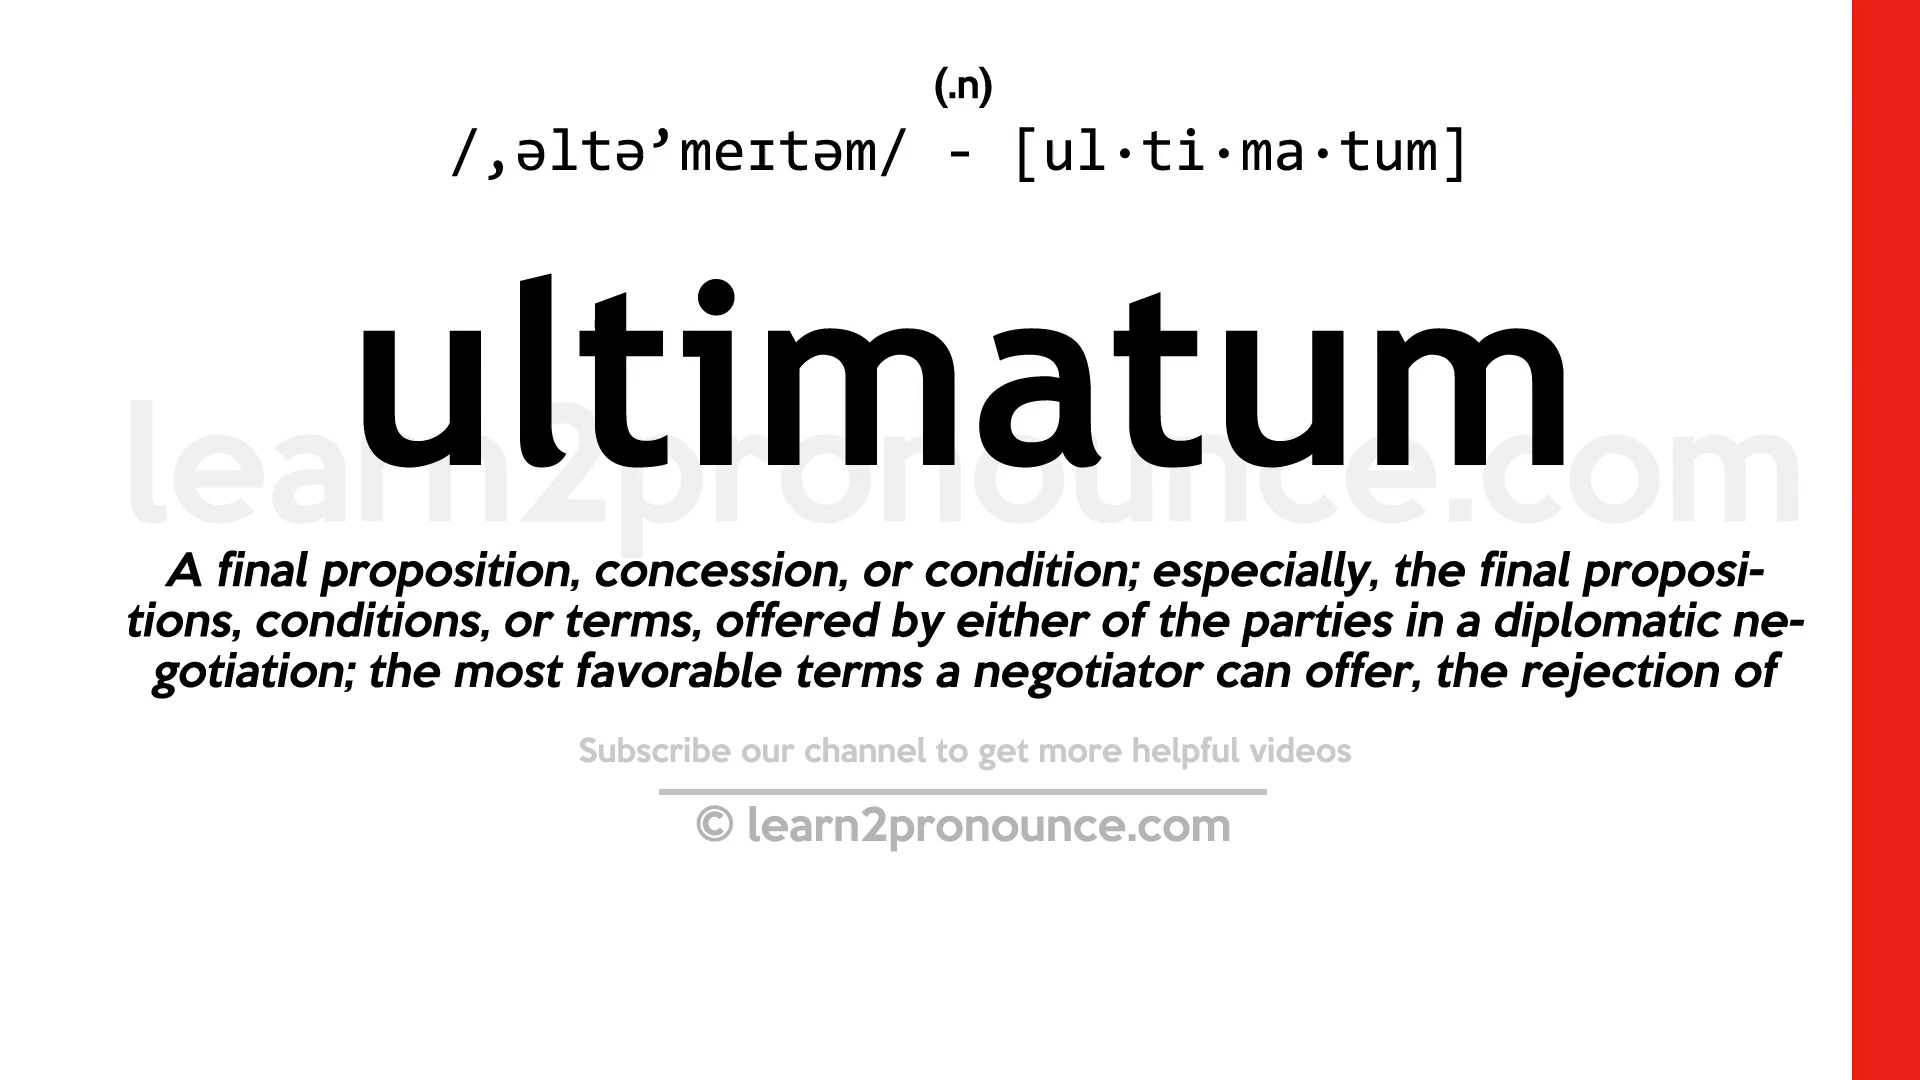 (.n)
/,əltə’meɪtəm/ - [ul·ti·ma·tum]
ultimatum
learn2pronounce.com
A final proposition, concession, or condition; especially, the final proposi-
tions, conditions, or terms, offered by either of the parties in a diplomatic ne-
gotiation; the most favorable terms a negotiator can offer, the rejection of
Subscribe our channel to get more helpful videos
© learn2pronounce.com